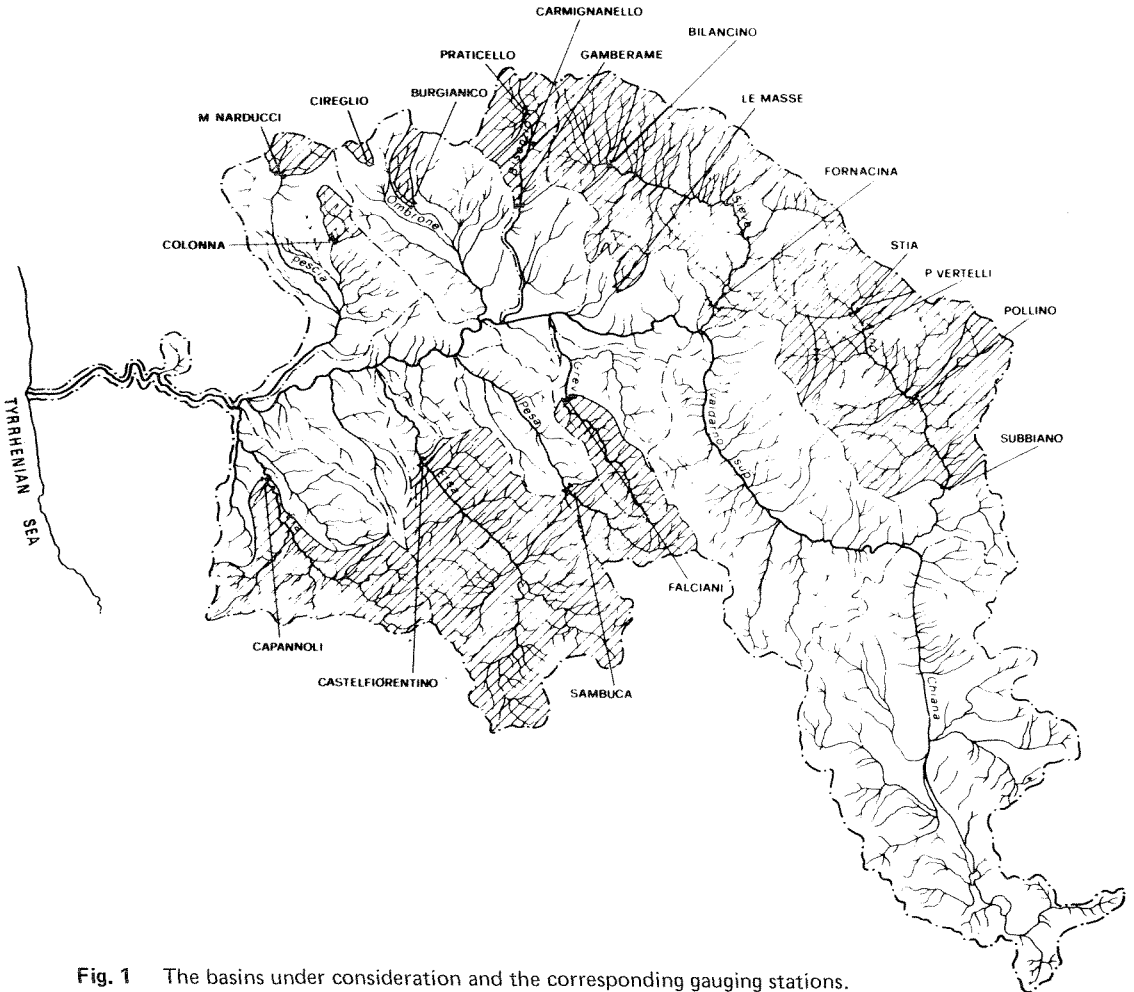 CARMIGNANELLO
BILANCINO
PRATICELLO
GAMBERAME
BURGIANICO
LE MASSE
CIREGLIO
M NARDUCCI
FORNACINA
Sieve
Ombrone
STIA
COLONNA
Pescia
P VERTELLI
POLLINO
Greve
Pesa
valdarno sup.
TYRRHENIAN SEA
SUBBIANO
Elsa
Era
FALCIANI
CAPANNOLI
CASTELFIORENTINO
SAMBUCA
Chiana
Fig. 1 The basins under consideration and the corresponding gauging stations.